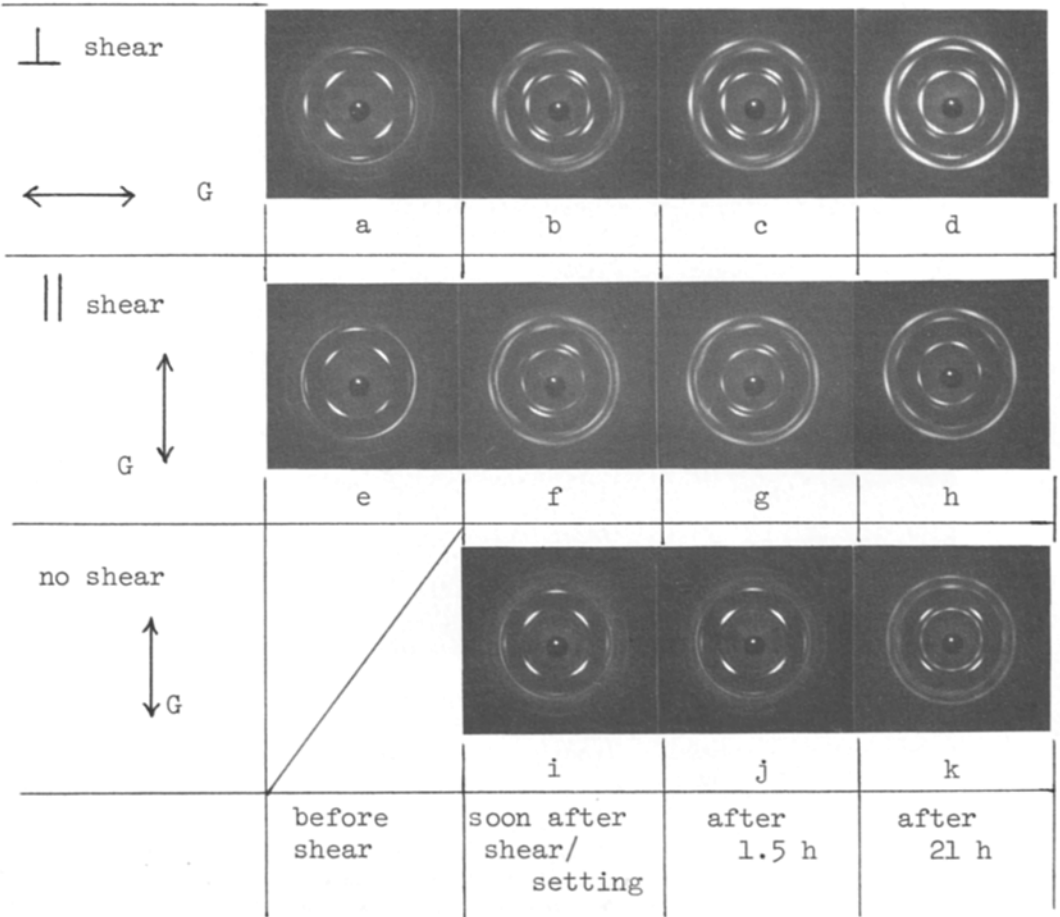 ⊥ shear
G
a b c d
|| shear
G
e f g h
no shear
G
i j k
before
shear
soon after
shear/
setting
after
1.5 h
after
21 h